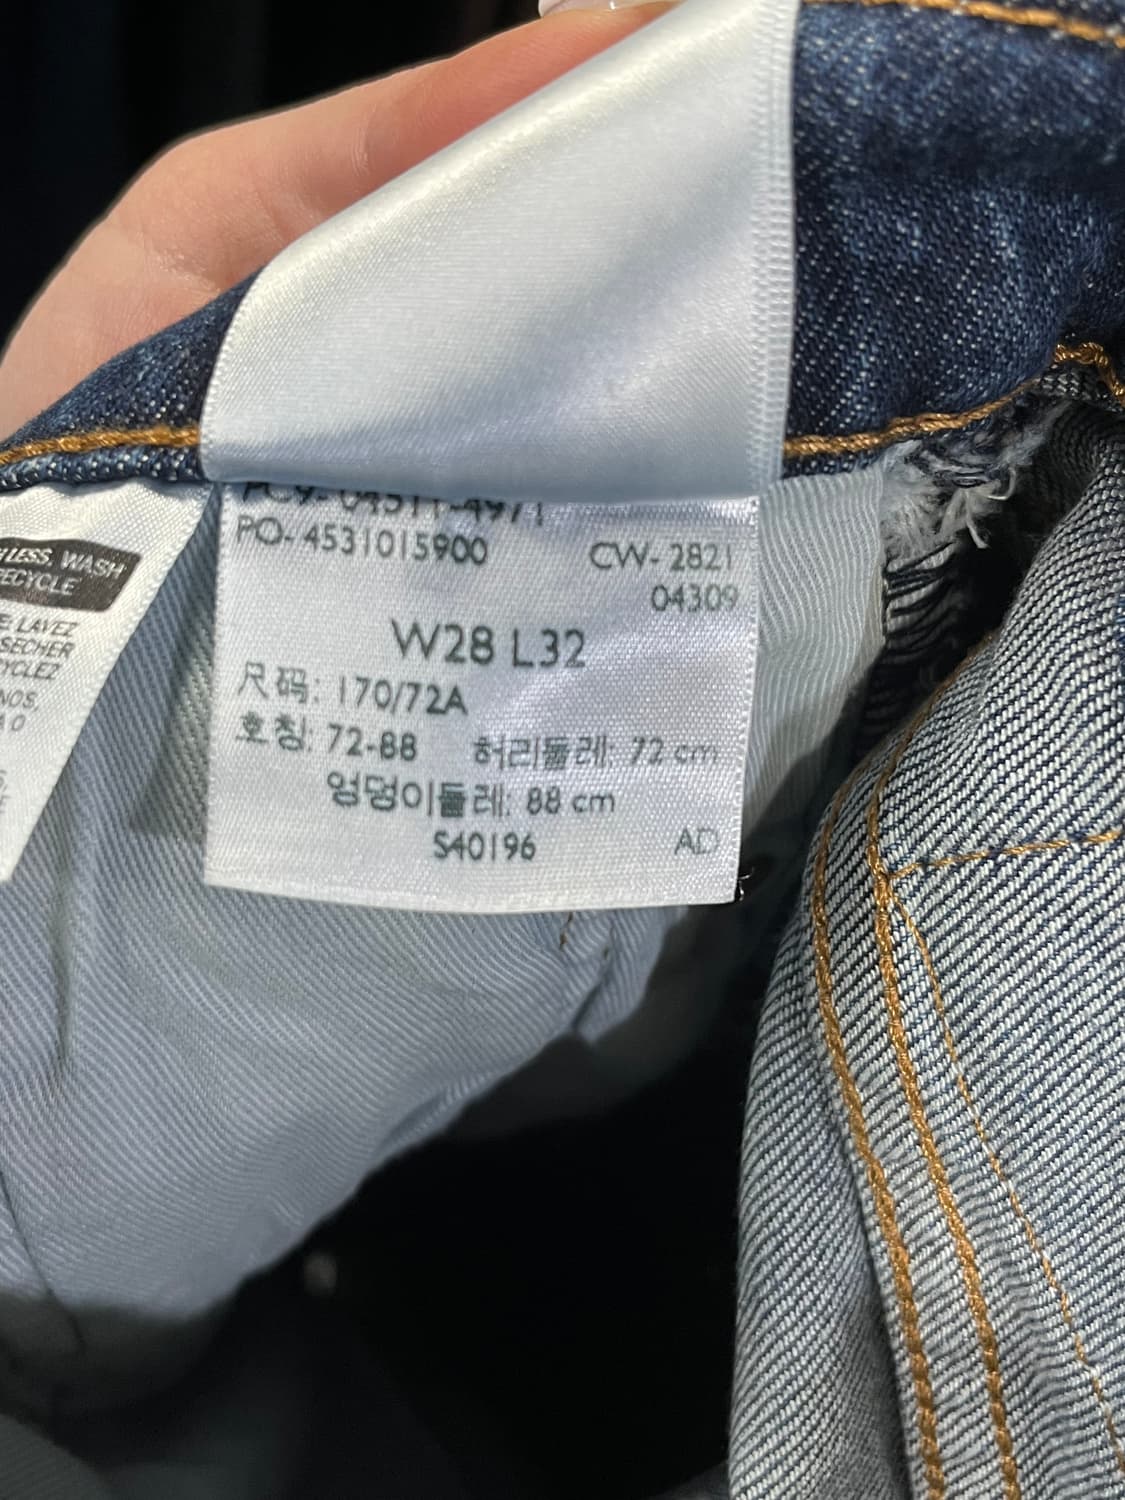 LESS, WASH
RECYCLE
LAVEZ
SECHER
PO- 4531015900 CW- 2821
04309
W28 L32
尺码: 170/72A
호칭: 72-88 허리둘레: 72 cm
엉덩이둘레: 88 cm
S40196 AD